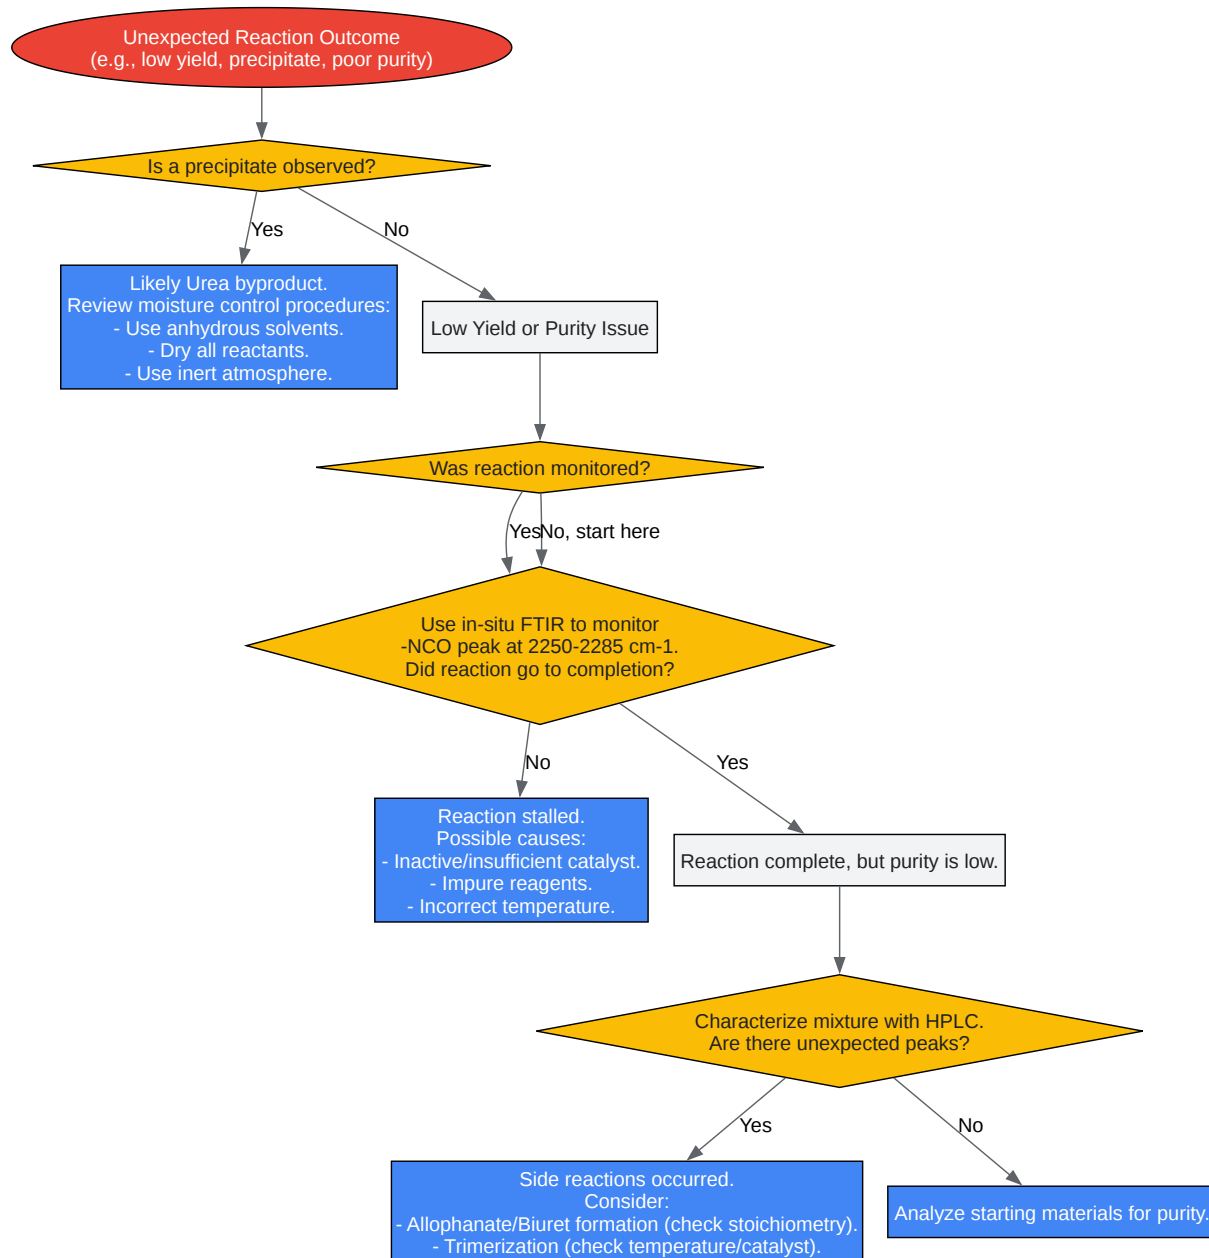 Unexpected Reaction Outcome
(e.g., low yield, precipitate, poor purity)
Is a precipitate observed?
Yes
No
Likely Urea byproduct.
Review moisture control procedures:
- Use anhydrous solvents.
- Dry all reactants.
- Use inert atmosphere.
Low Yield or Purity Issue
Was reaction monitored?
Yes
No, start here
Use in-situ FTIR to monitor
-NCO peak at 2250-2285 cm-1.
Did reaction go to completion?
No
Yes
Reaction stalled.
Possible causes:
- Inactive/insufficient catalyst.
- Impure reagents.
- Incorrect temperature.
Reaction complete, but purity is low.
Characterize mixture with HPLC.
Are there unexpected peaks?
Yes
No
Side reactions occurred.
Consider:
- Allophanate/Biuret formation (check stoichiometry).
- Trimerization (check temperature/catalyst).
Analyze starting materials for purity.